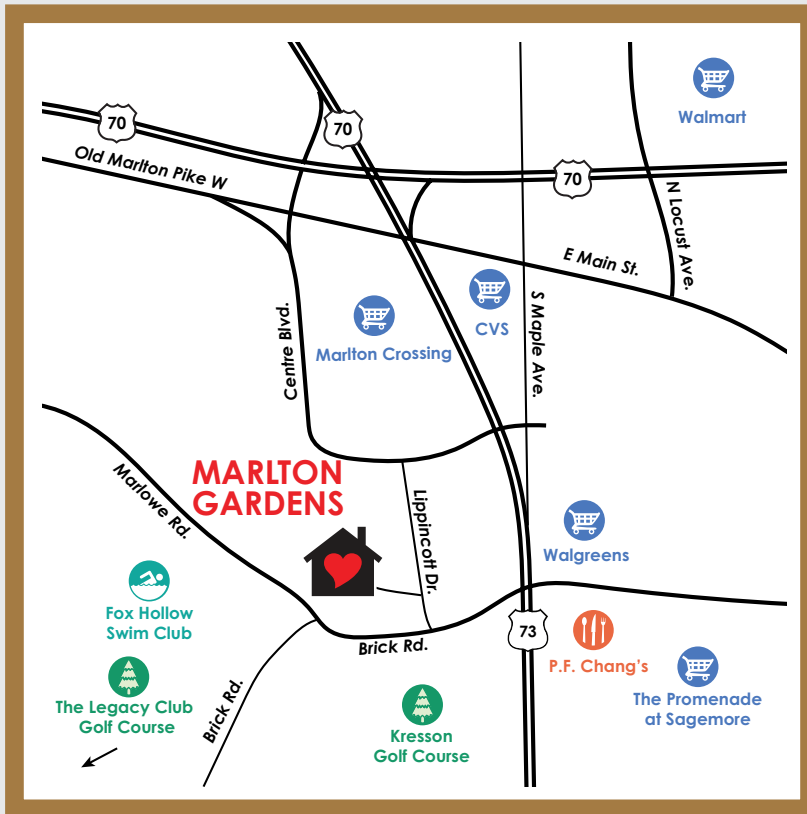 Walmart
70
70
70
Old Marlton Pike W
N Locust Ave.
E Main St.
CVS
S Maple Ave.
Centre Blvd.
Marlton Crossing
MARLTON
GARDENS
Marlowe Rd.
Lippincott Dr.
Walgreens
Fox Hollow
Swim Club
Brick Rd.
73
P.F. Chang's
The Promenade
at Sagemore
The Legacy Club
Golf Course
Brick Rd.
Kresson
Golf Course